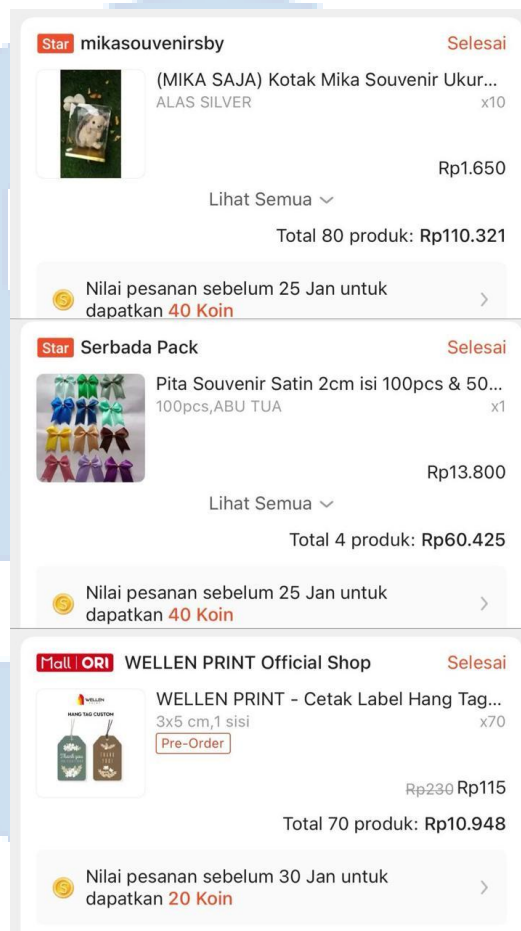 Star mikasouvenirsby Selesai
(MIKA SAJA) Kotak Mika Souvenir Ukur...
ALAS SILVER x10
Rp1.650
Lihat Semua
Total 80 produk: Rp110.321
Nilai pesanan sebelum 25 Jan untuk
dapatkan 40 Koin
Star Serbada Pack Selesai
Pita Souvenir Satin 2cm isi 100pcs & 50...
100pcs,ABU TUA x1
Rp13.800
Lihat Semua
Total 4 produk: Rp60.425
Nilai pesanan sebelum 25 Jan untuk
dapatkan 40 Koin
Mall ORI WELLEN PRINT Official Shop Selesai
WELLEN
HANG TAG CUSTOM
WELLEN PRINT - Cetak Label Hang Tag...
3x5 cm,1 sisi x70
Pre-Order
Rp230 Rp115
Total 70 produk: Rp10.948
Nilai pesanan sebelum 30 Jan untuk
dapatkan 20 Koin